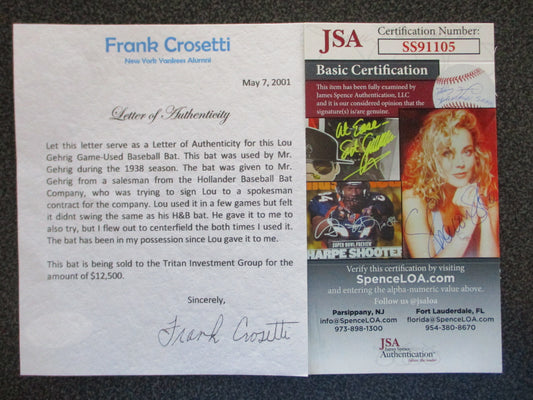 Frank Crosetti
New York Yankees Alumni
May 7, 2001
Letter of Authenticity
Let this letter serve as a Letter of Authenticity for this Lou
Gehrig Game-Used Baseball Bat. This bat was used by Mr.
Gehrig during the 1938 season. The bat was given to Mr.
Gehrig from a salesman from the Hollander Baseball Bat
Company, who was trying to sign Lou to a spokesman
contract for the company. Lou used it in a few games but felt
it didnt swing the same as his H&B bat. He gave it to me to
also try, but I flew out to centerfield the both times I used it.
The bat has been in my possession since Lou gave it to me.
This bat is being sold to the Tritan Investment Group for the
amount of $12,500.
Sincerely,
Frank Crosetti
JSA
Certification Number:
SS91105
Basic Certification
This item has been fully examined by
James Spence Authentication, LLC
and it is our considered opinion that the
signature(s) is/are genuine.
At Ease
SUPER BOWL PREVIEW
HARPE SHOOTER
Verify this certification by visiting
SpenceLOA.com
and entering the alpha-numeric value above.
Follow us @jsaloa
Parsippany, NJ
info@SpenceLOA.com
973-898-1300
Fort Lauderdale, FL
florida@SpenceLOA.com
954-380-8670
JSA
James Spence
Authentication